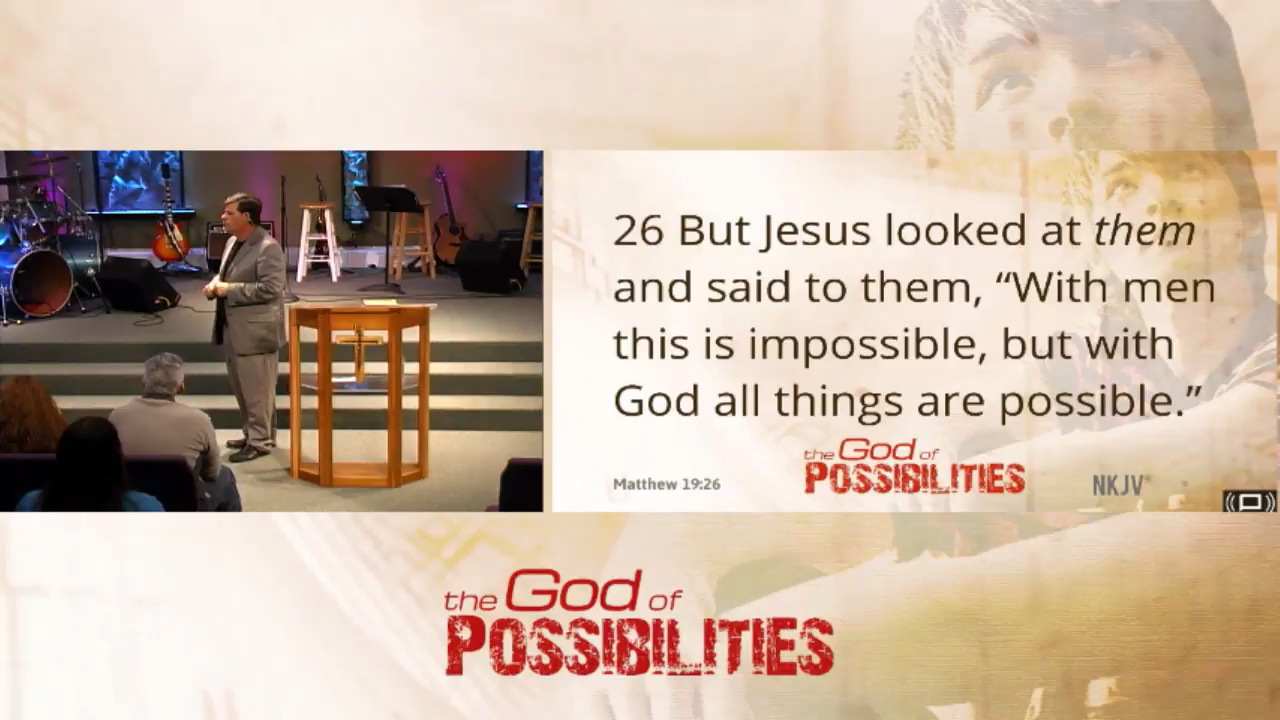 26 But Jesus looked at them
and said to them, “With men
this is impossible, but with
God all things are possible.”
the God of
POSSIBILITIES
Matthew 19:26
NKJV
the God of
POSSIBILITIES